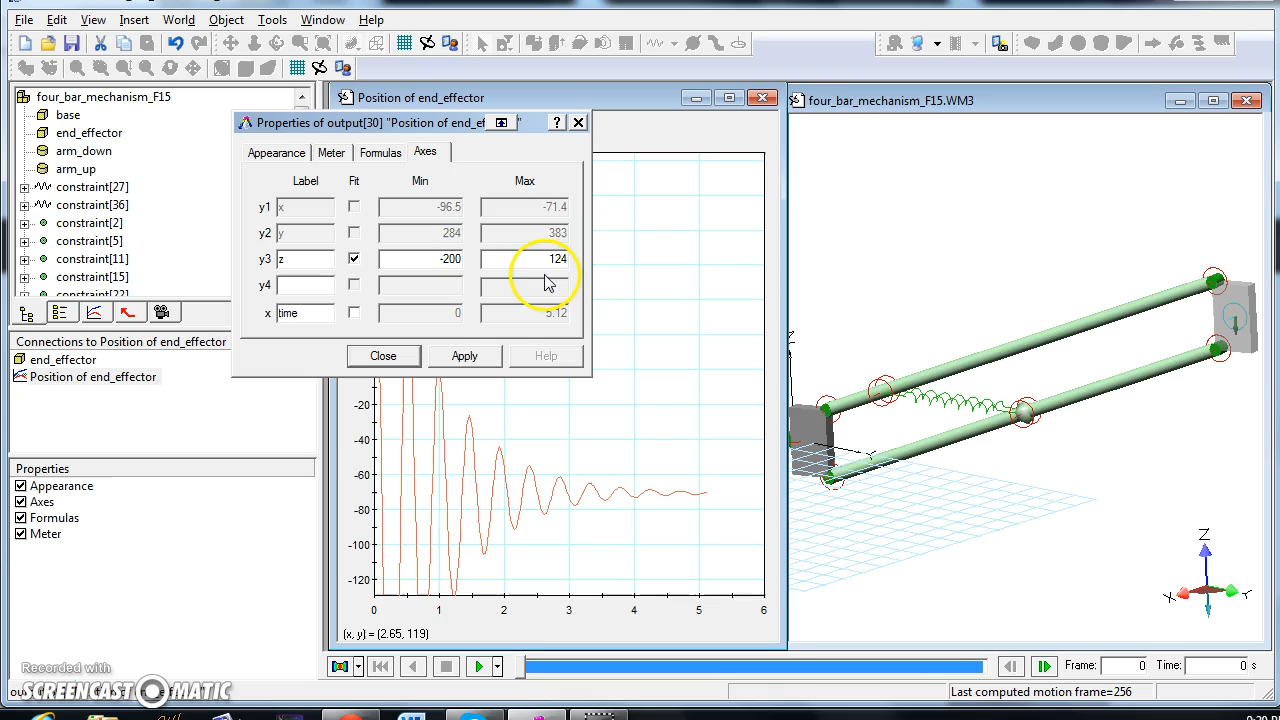 File Edit View Insert World Object Tools Window Help
four_bar_mechanism_F15
base
end_effector
arm_down
arm_up
constraint[27]
constraint[36]
constraint[2]
constraint[5]
constraint[11]
constraint[15]
constraint[22]
Connections to Position of end_effector
end_effector
Position of end_effector
Properties
Appearance
Axes
Formulas
Meter
Recorded with
SCREENCAST MATIC
Position of end_effector
Properties of output[30] "Position of end_ef "
Appearance Meter Formulas Axes
Label Fit Min Max
y1 x -96.5 -71.4
y2 y 284 383
y3 z -200 124
y4
x time 0 5.12
Close Apply Help
-20
-40
-60
-80
-100
-120
0 1 2 3 4 5 6
(x, y) = (2.65, 119)
four_bar_mechanism_F15.WM3
Z
Y
Z
X Y
Frame: 0 Time: 0 s
Last computed motion frame=256